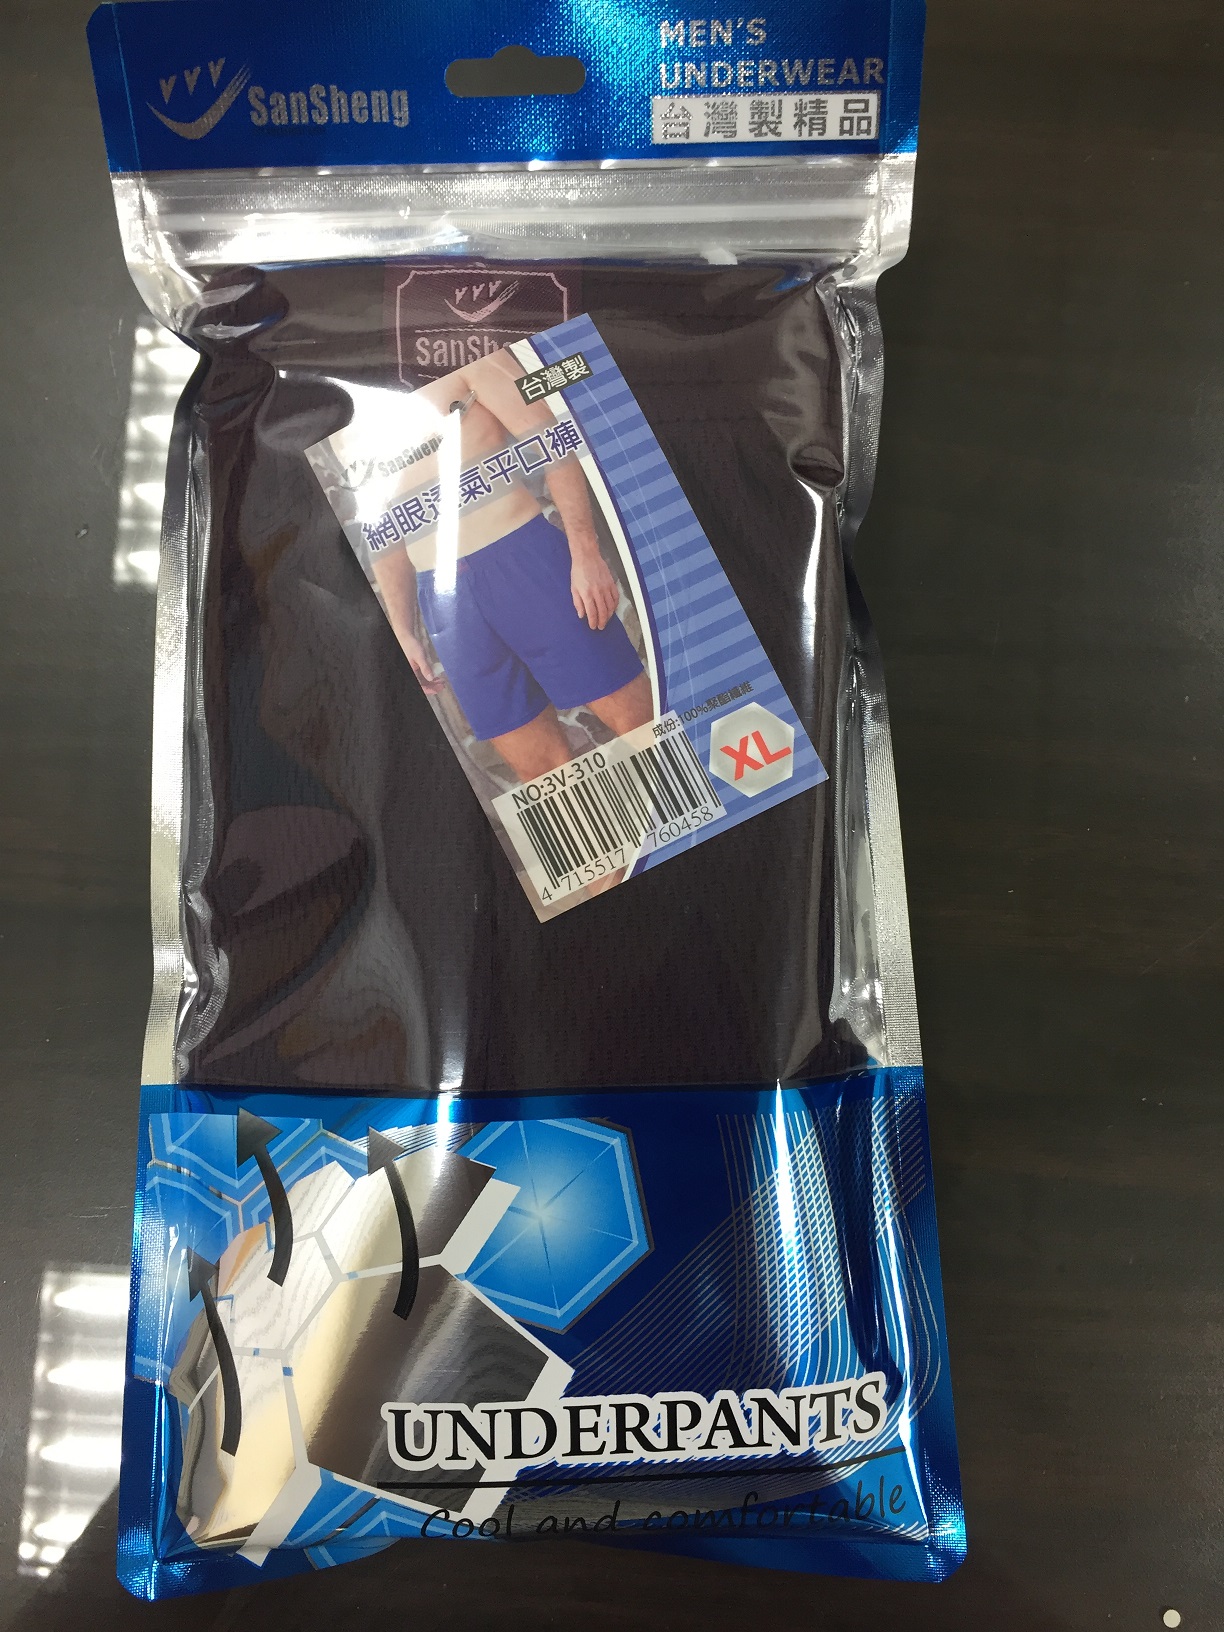 SanSheng
MEN'S
UNDERWEAR
台灣製精品
SanSh
台灣製
SanSheng
網眼透氣平口褲
成份:100%聚酯纖維
XL
NO:3V-310
4 715517 760458
UNDERPANTS
Cool and comfortable